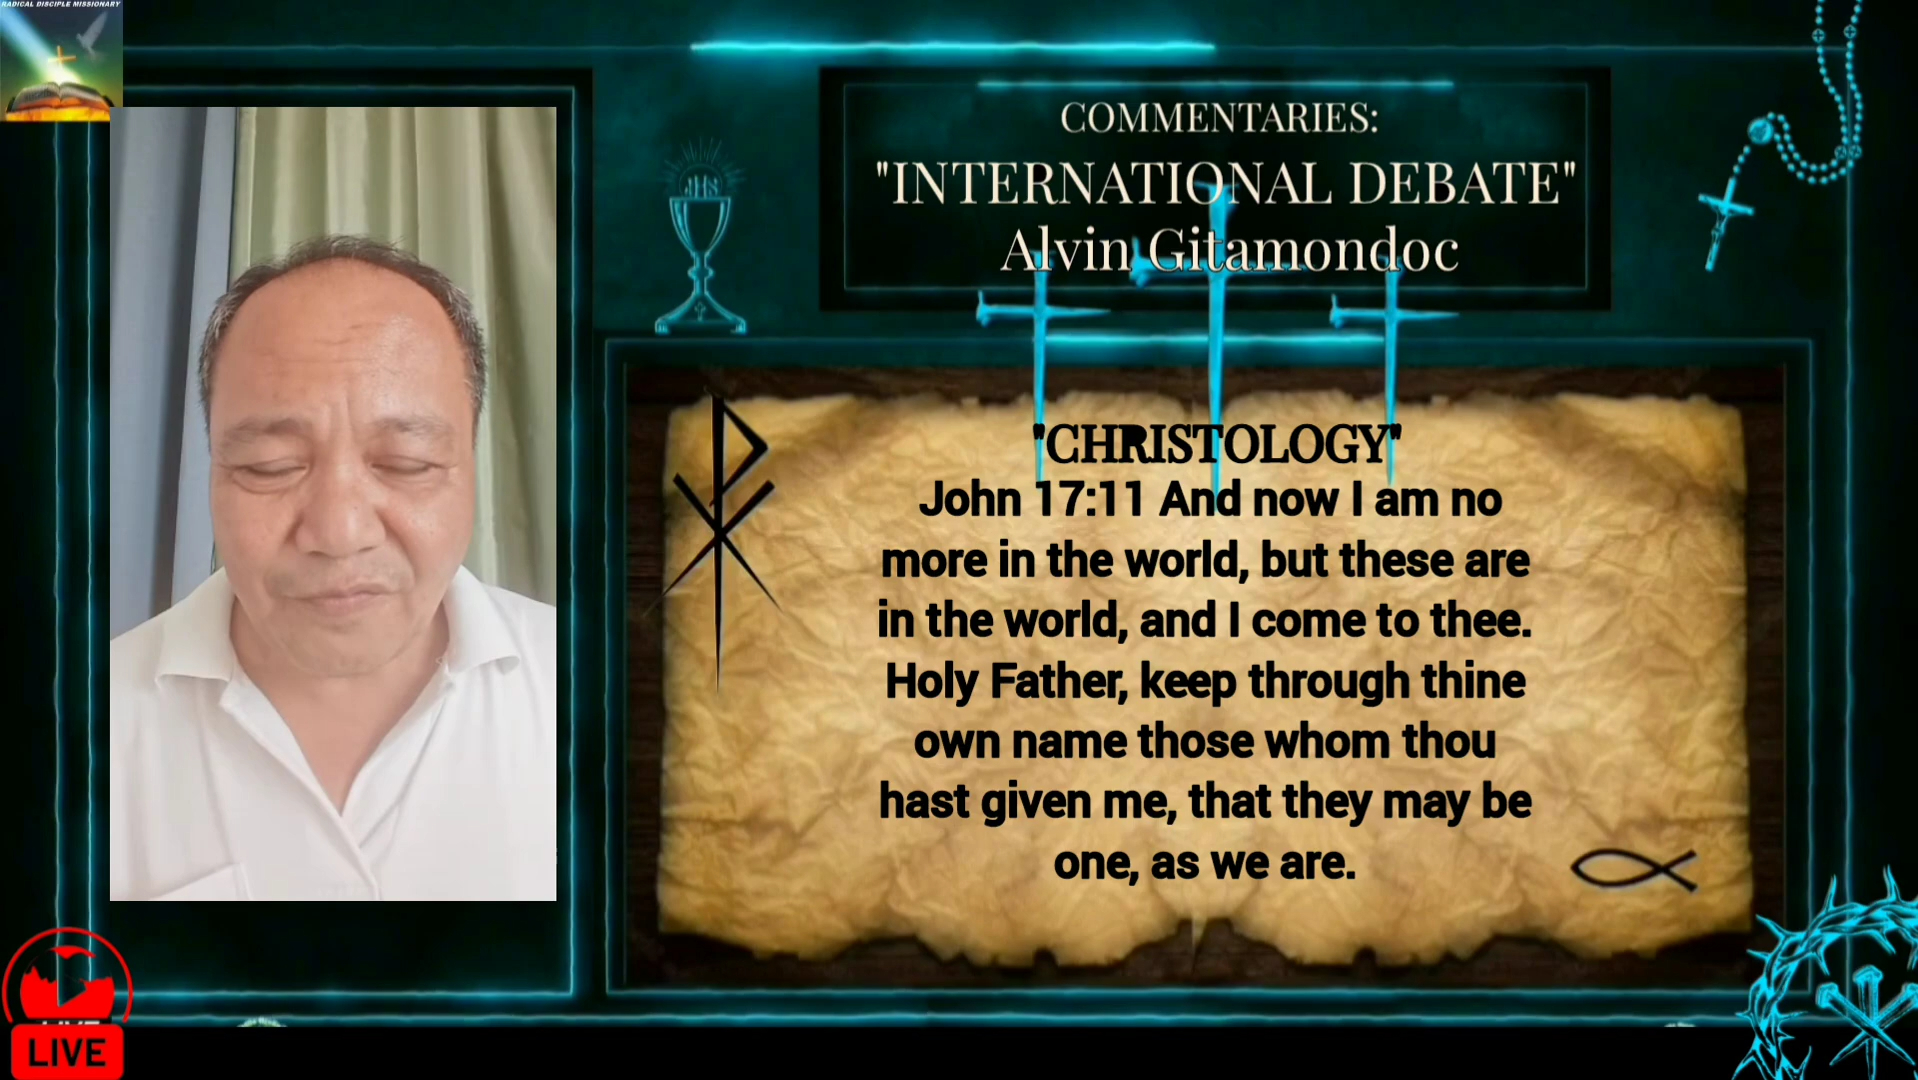 RADICAL DISCIPLE MISSIONARY
COMMENTARIES:
"INTERNATIONAL DEBATE"
Alvin Gitamondoc
JHS
"CHRISTOLOGY"
John 17:11 And now I am no
more in the world, but these are
in the world, and I come to thee.
Holy Father, keep through thine
own name those whom thou
hast given me, that they may be
one, as we are.
LIVE
LIVE